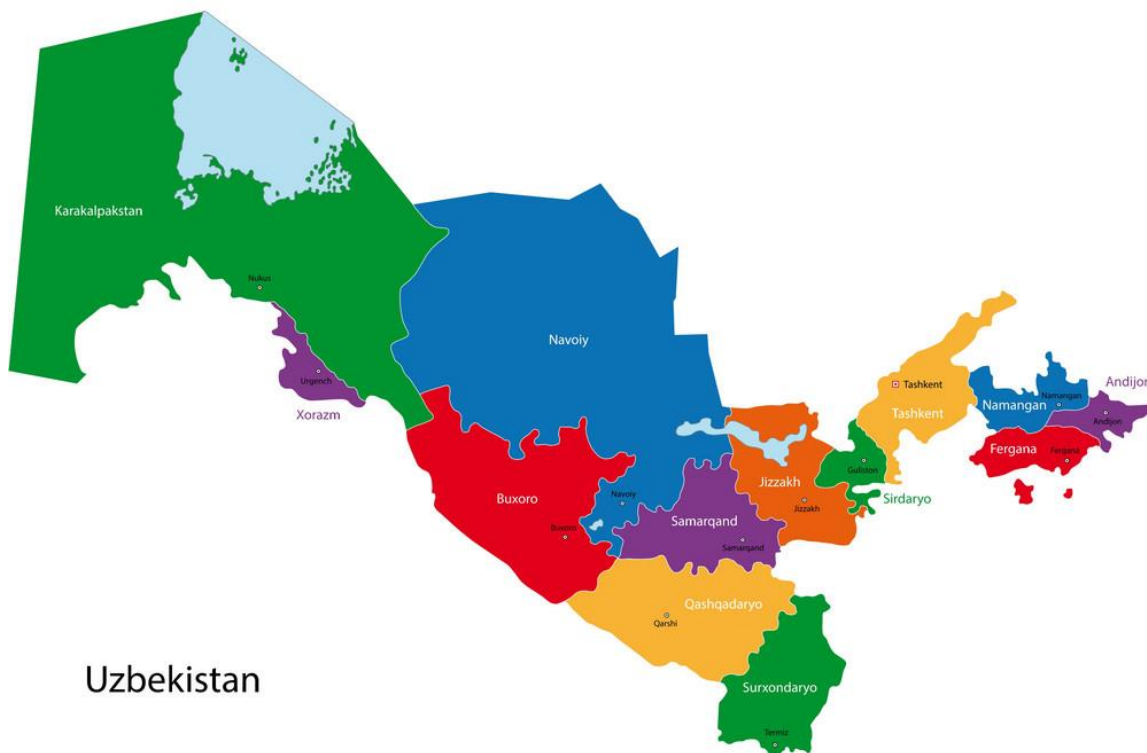 Karakalpakstan
Nukus
Urgench
Xorazm
Navoiy
Tashkent
Tashkent
Namangan
Namangan
Andijon
Andijon
Fergana
Fergana
Guliston
Sirdaryo
Jizzakh
Jizzakh
Buxoro
Buxoro
Navoiy
Samarqand
Samarqand
Qashqadaryo
Qarshi
Surxondaryo
Termiz
Uzbekistan